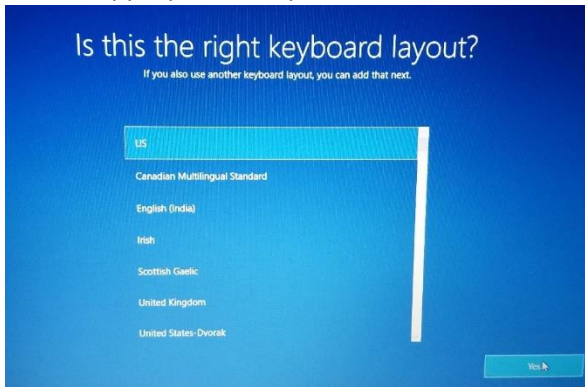 Is this the right keyboard layout?
If you also use another keyboard layout, you can add that next.
US
Canadian Multilingual Standard
English (India)
Irish
Scottish Gaelic
United Kingdom
United States-Dvorak
Yes